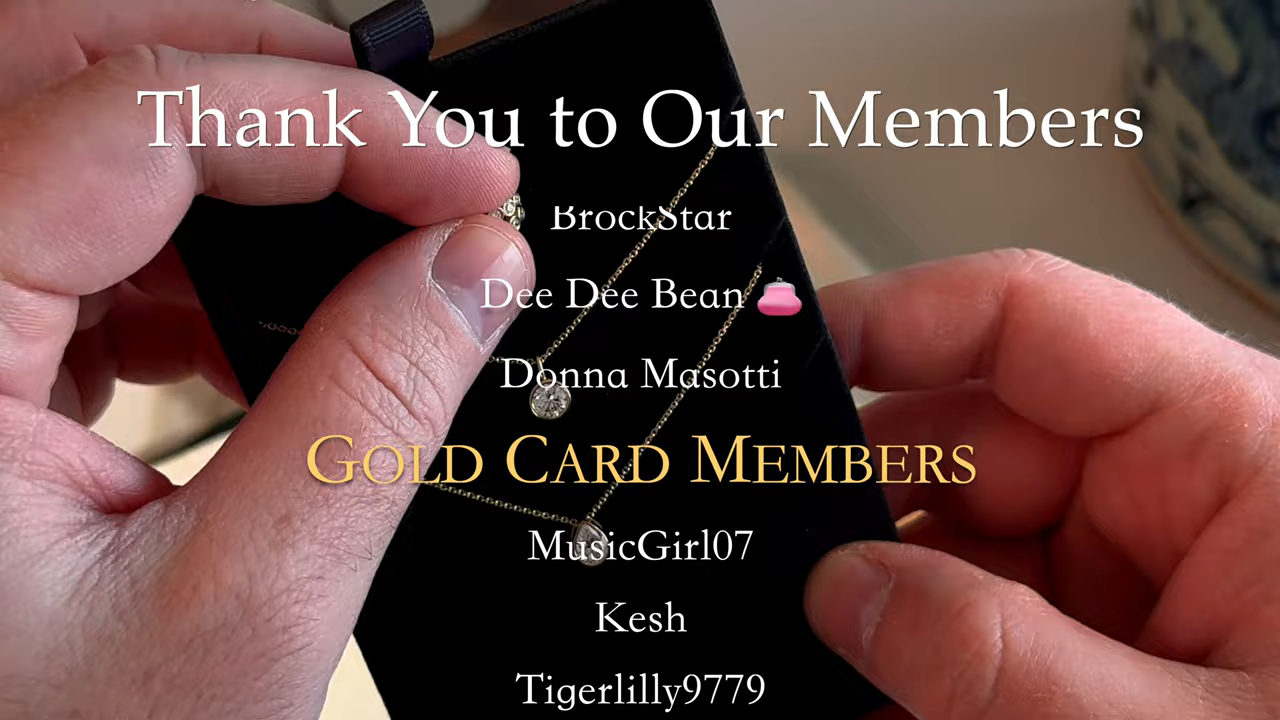 Thank You to Our Members
BrockStar
Dee Dee Bean 👛
Donna Masotti
GOLD CARD MEMBERS
MusicGirl07
Kesh
Tigerlilly9779